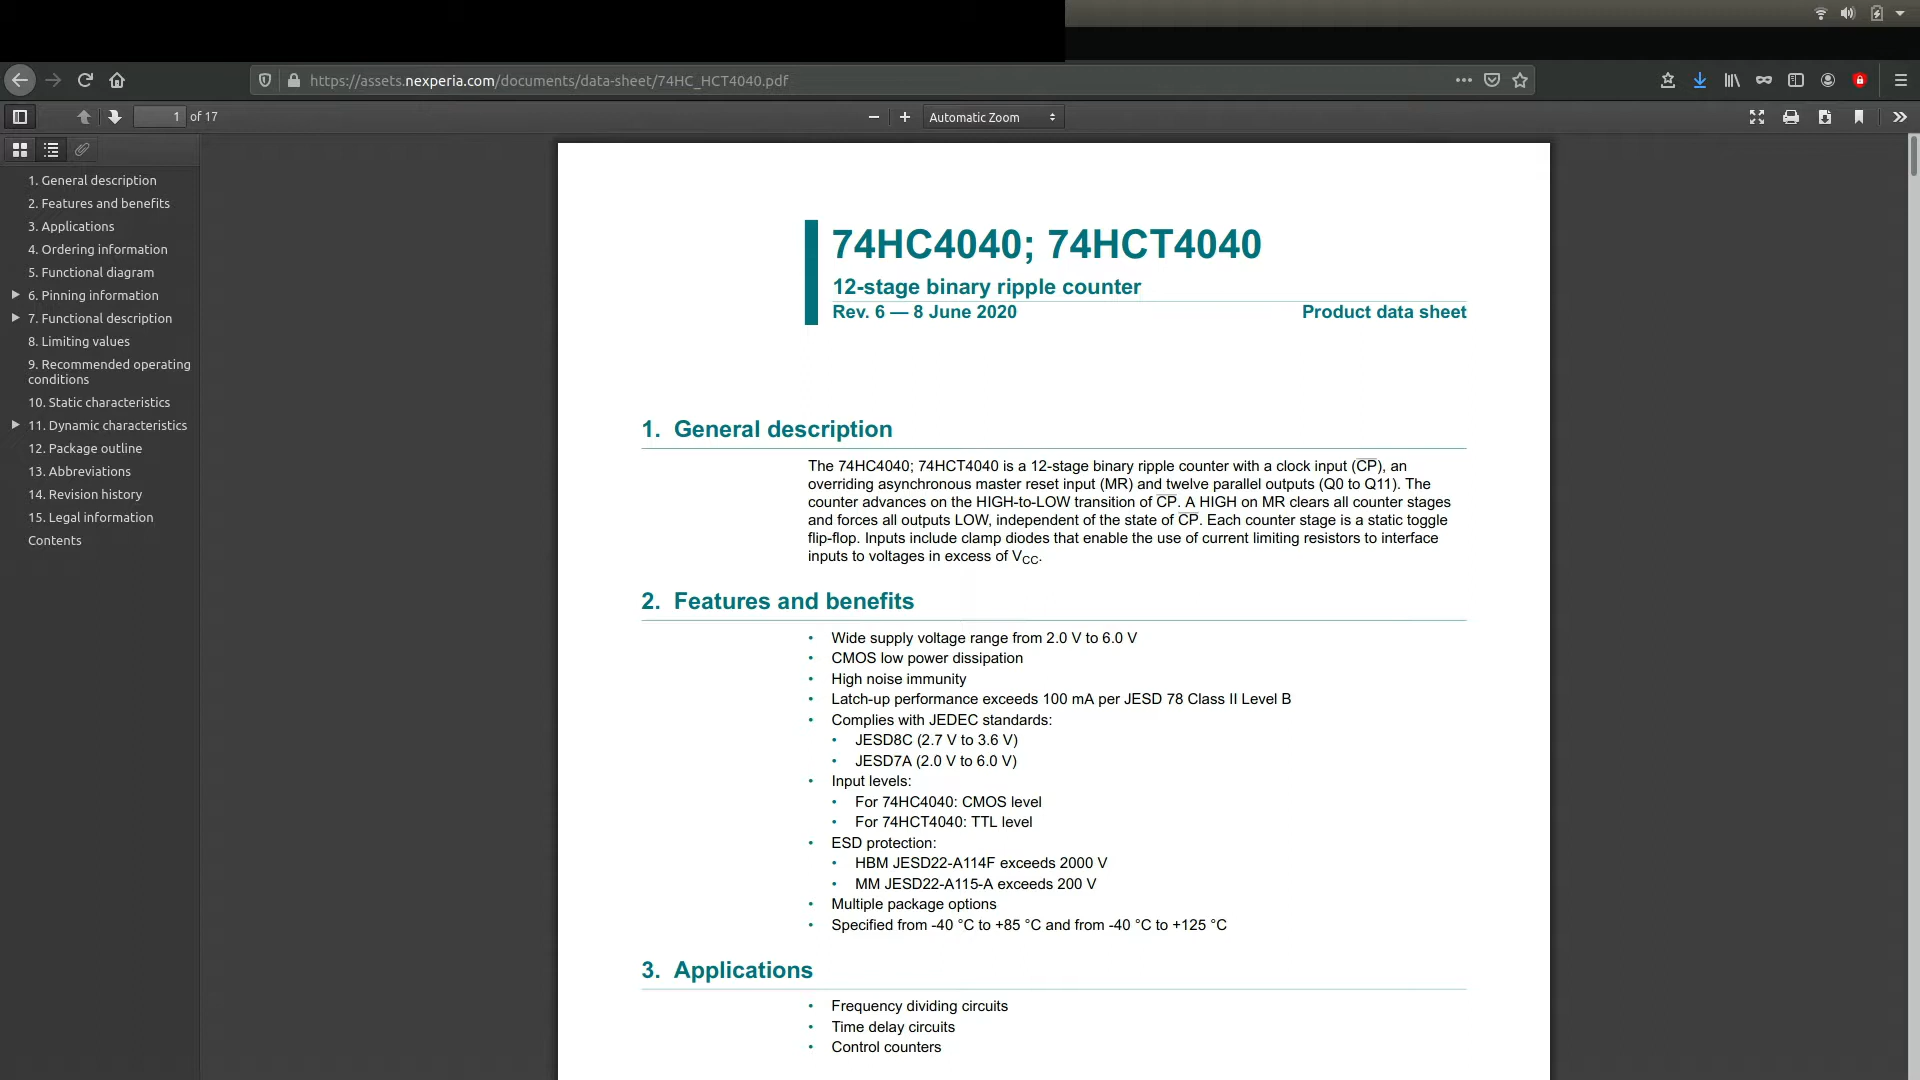 https://assets.nexperia.com/documents/data-sheet/74HC_HCT4040.pdf
1 of 17
Automatic Zoom
1. General description
2. Features and benefits
3. Applications
4. Ordering information
5. Functional diagram
6. Pinning information
7. Functional description
8. Limiting values
9. Recommended operating
conditions
10. Static characteristics
11. Dynamic characteristics
12. Package outline
13. Abbreviations
14. Revision history
15. Legal information
Contents
74HC4040; 74HCT4040
12-stage binary ripple counter
Rev. 6 — 8 June 2020 Product data sheet
1. General description
The 74HC4040; 74HCT4040 is a 12-stage binary ripple counter with a clock input (C̅P̅), an
overriding asynchronous master reset input (MR) and twelve parallel outputs (Q0 to Q11). The
counter advances on the HIGH-to-LOW transition of C̅P̅. A HIGH on MR clears all counter stages
and forces all outputs LOW, independent of the state of C̅P̅. Each counter stage is a static toggle
flip-flop. Inputs include clamp diodes that enable the use of current limiting resistors to interface
inputs to voltages in excess of VCC.
2. Features and benefits
• Wide supply voltage range from 2.0 V to 6.0 V
• CMOS low power dissipation
• High noise immunity
• Latch-up performance exceeds 100 mA per JESD 78 Class II Level B
• Complies with JEDEC standards:
• JESD8C (2.7 V to 3.6 V)
• JESD7A (2.0 V to 6.0 V)
• Input levels:
• For 74HC4040: CMOS level
• For 74HCT4040: TTL level
• ESD protection:
• HBM JESD22-A114F exceeds 2000 V
• MM JESD22-A115-A exceeds 200 V
• Multiple package options
• Specified from -40 °C to +85 °C and from -40 °C to +125 °C
3. Applications
• Frequency dividing circuits
• Time delay circuits
• Control counters